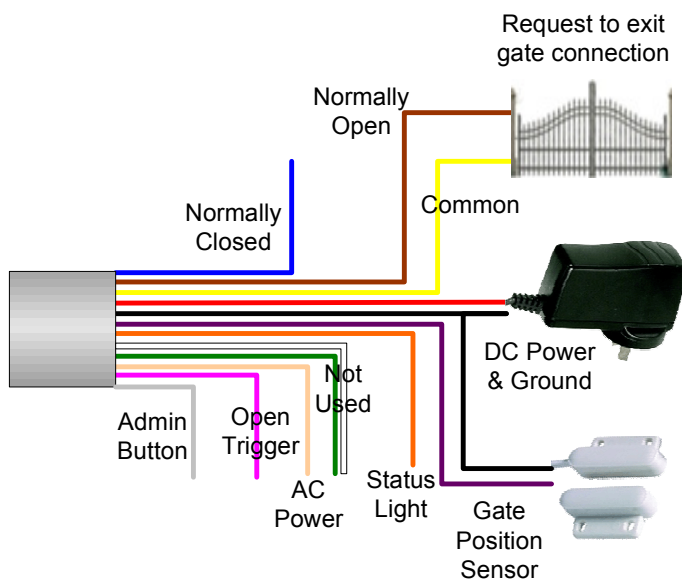 Request to exit
gate connection
Normally
Open
Normally
Closed
Common
DC Power
& Ground
Not
Used
Admin
Button
Open
Trigger
AC
Power
Status
Light
Gate
Position
Sensor